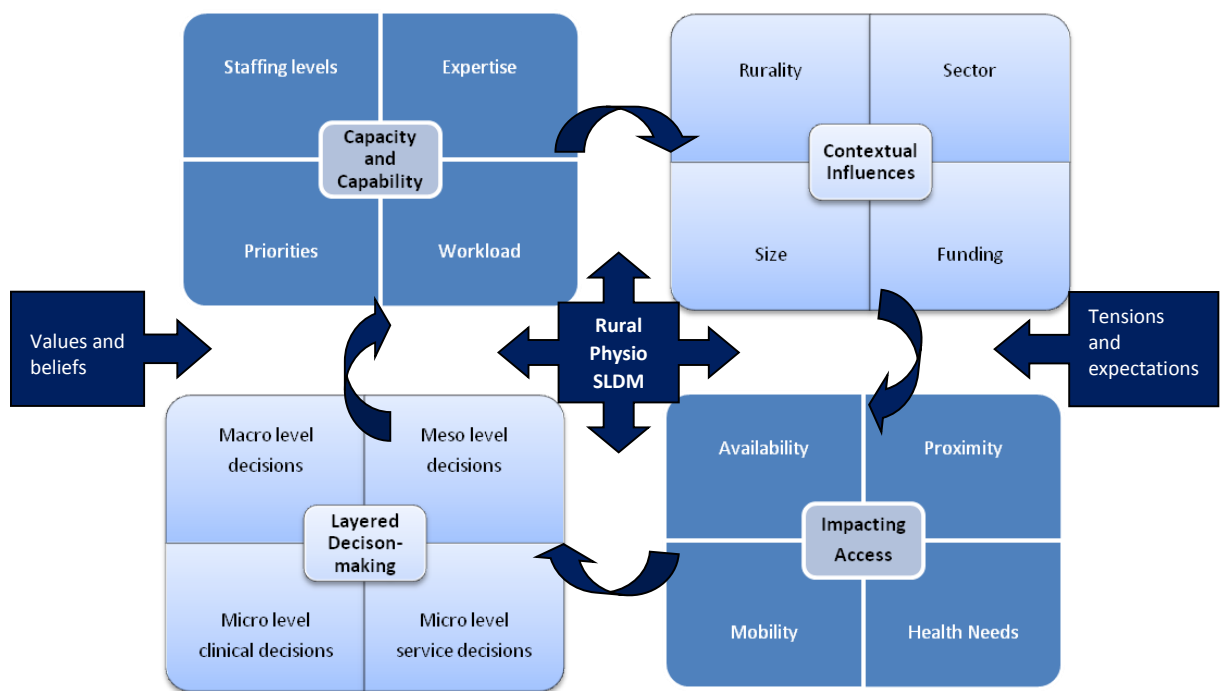 Staffing levels
Expertise
Capacity
and
Capability
Priorities
Workload
Rurality
Sector
Contextual
Influences
Size
Funding
Values and
beliefs
Rural
Physio
SLDM
Tensions
and
expectations
Macro level
decisions
Meso level
decisions
Layered
Decison-
making
Micro level
clinical decisions
Micro level
service decisions
Availability
Proximity
Impacting
Access
Mobility
Health Needs